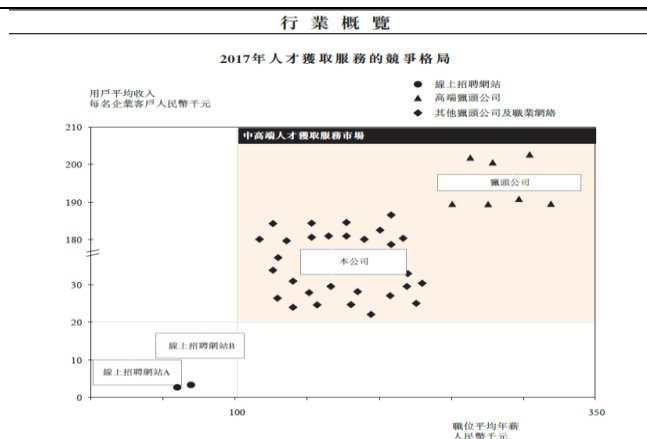 行業概覽
2017年人才獲取服務的競爭格局
用戶平均收入
每名企業客戶人民幣千元
線上招聘網站
高端獵頭公司
其他獵頭公司及職業網絡
210
中高端人才獲取服務市場
200
獵頭公司
190
180
本公司
30
20
線上招聘網站B
10
線上招聘網站A
0
100
350
職位平均年薪
人民幣千元